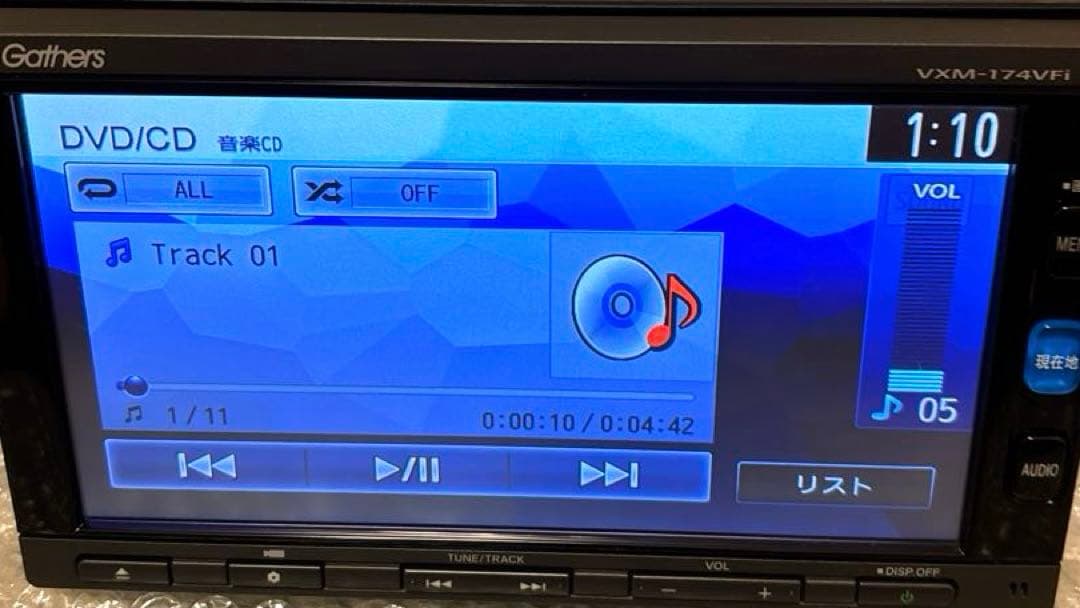 Gathers
VXM-174VFi
DVD/CD 音楽CD
1:10
ALL
OFF
VOL
Track 01
1/11
0:00:10/0:04:42
05
リスト
現在地
AUDIO
TUNE/TRACK
VOL
DISP.OFF